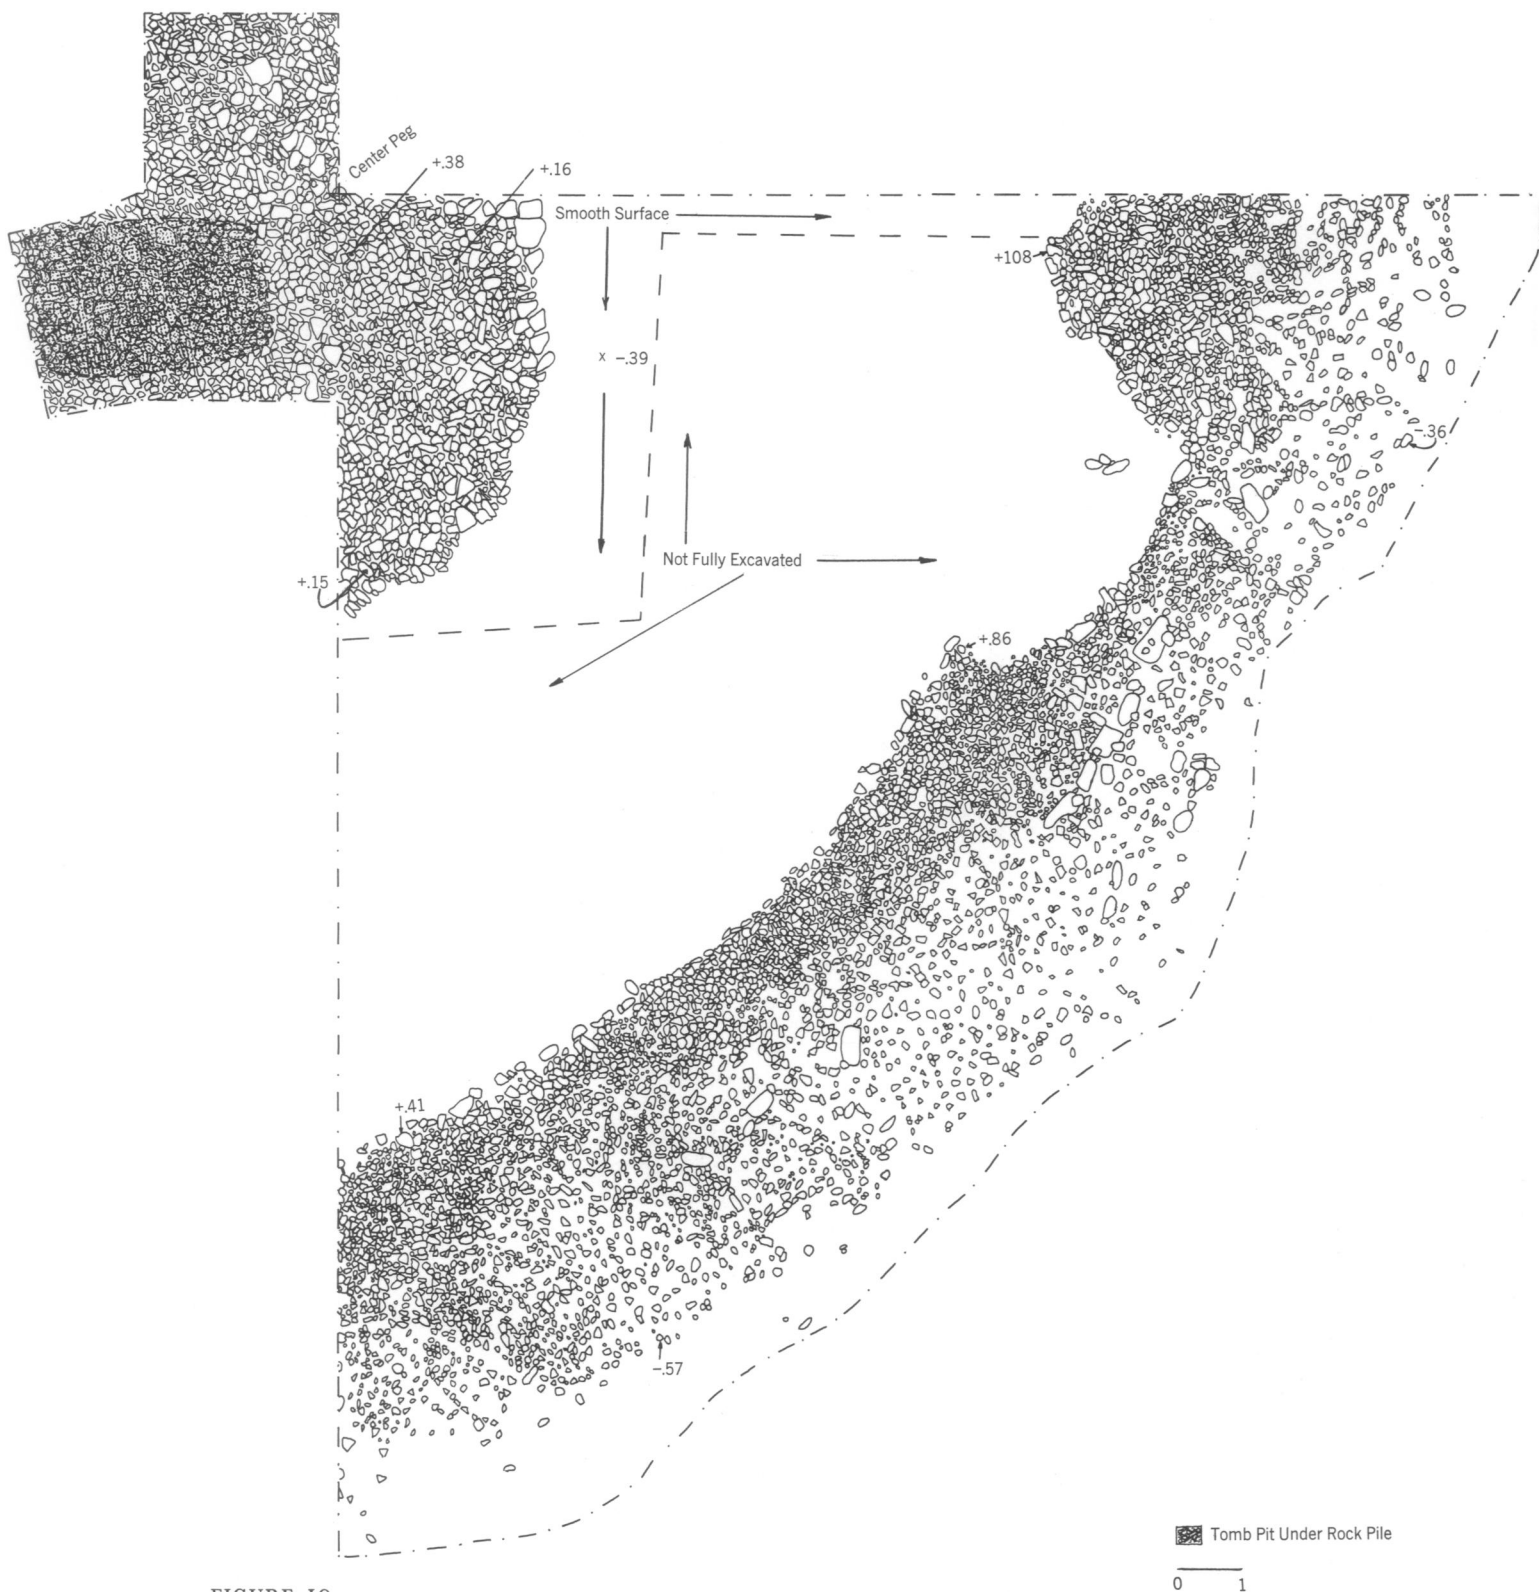 Center Peg
+.38
+.16
Smooth Surface
+108
x -.39
-.36
Not Fully Excavated
+.15
+.86
+.41
-.57
Tomb Pit Under Rock Pile
0 1